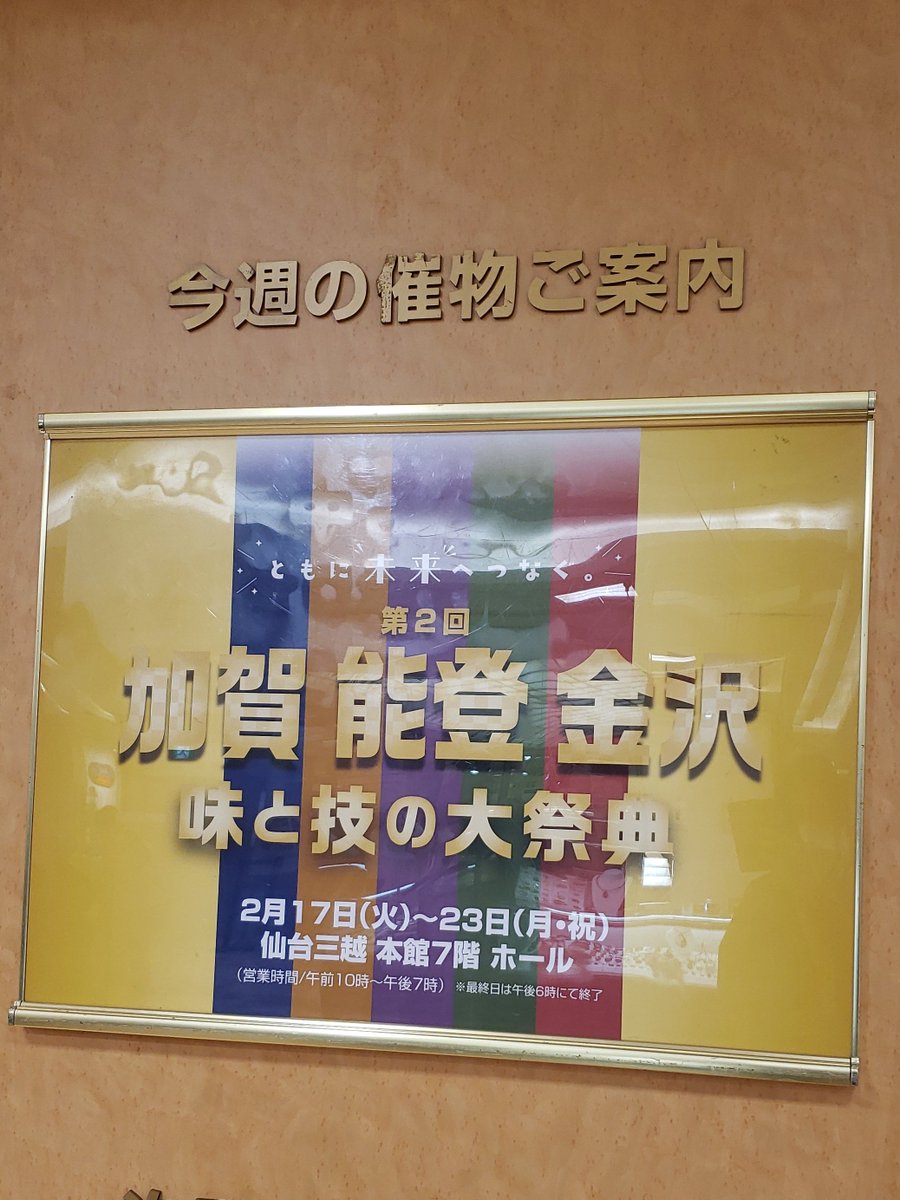 今週の催物ご案内
ともに未来へつなぐ。
第2回
加賀 能登 金沢
味と技の大祭典
2月17日(火)～23日(月・祝)
仙台三越 本館7階 ホール
(営業時間/午前10時～午後7時) ※最終日は午後6時にて終了